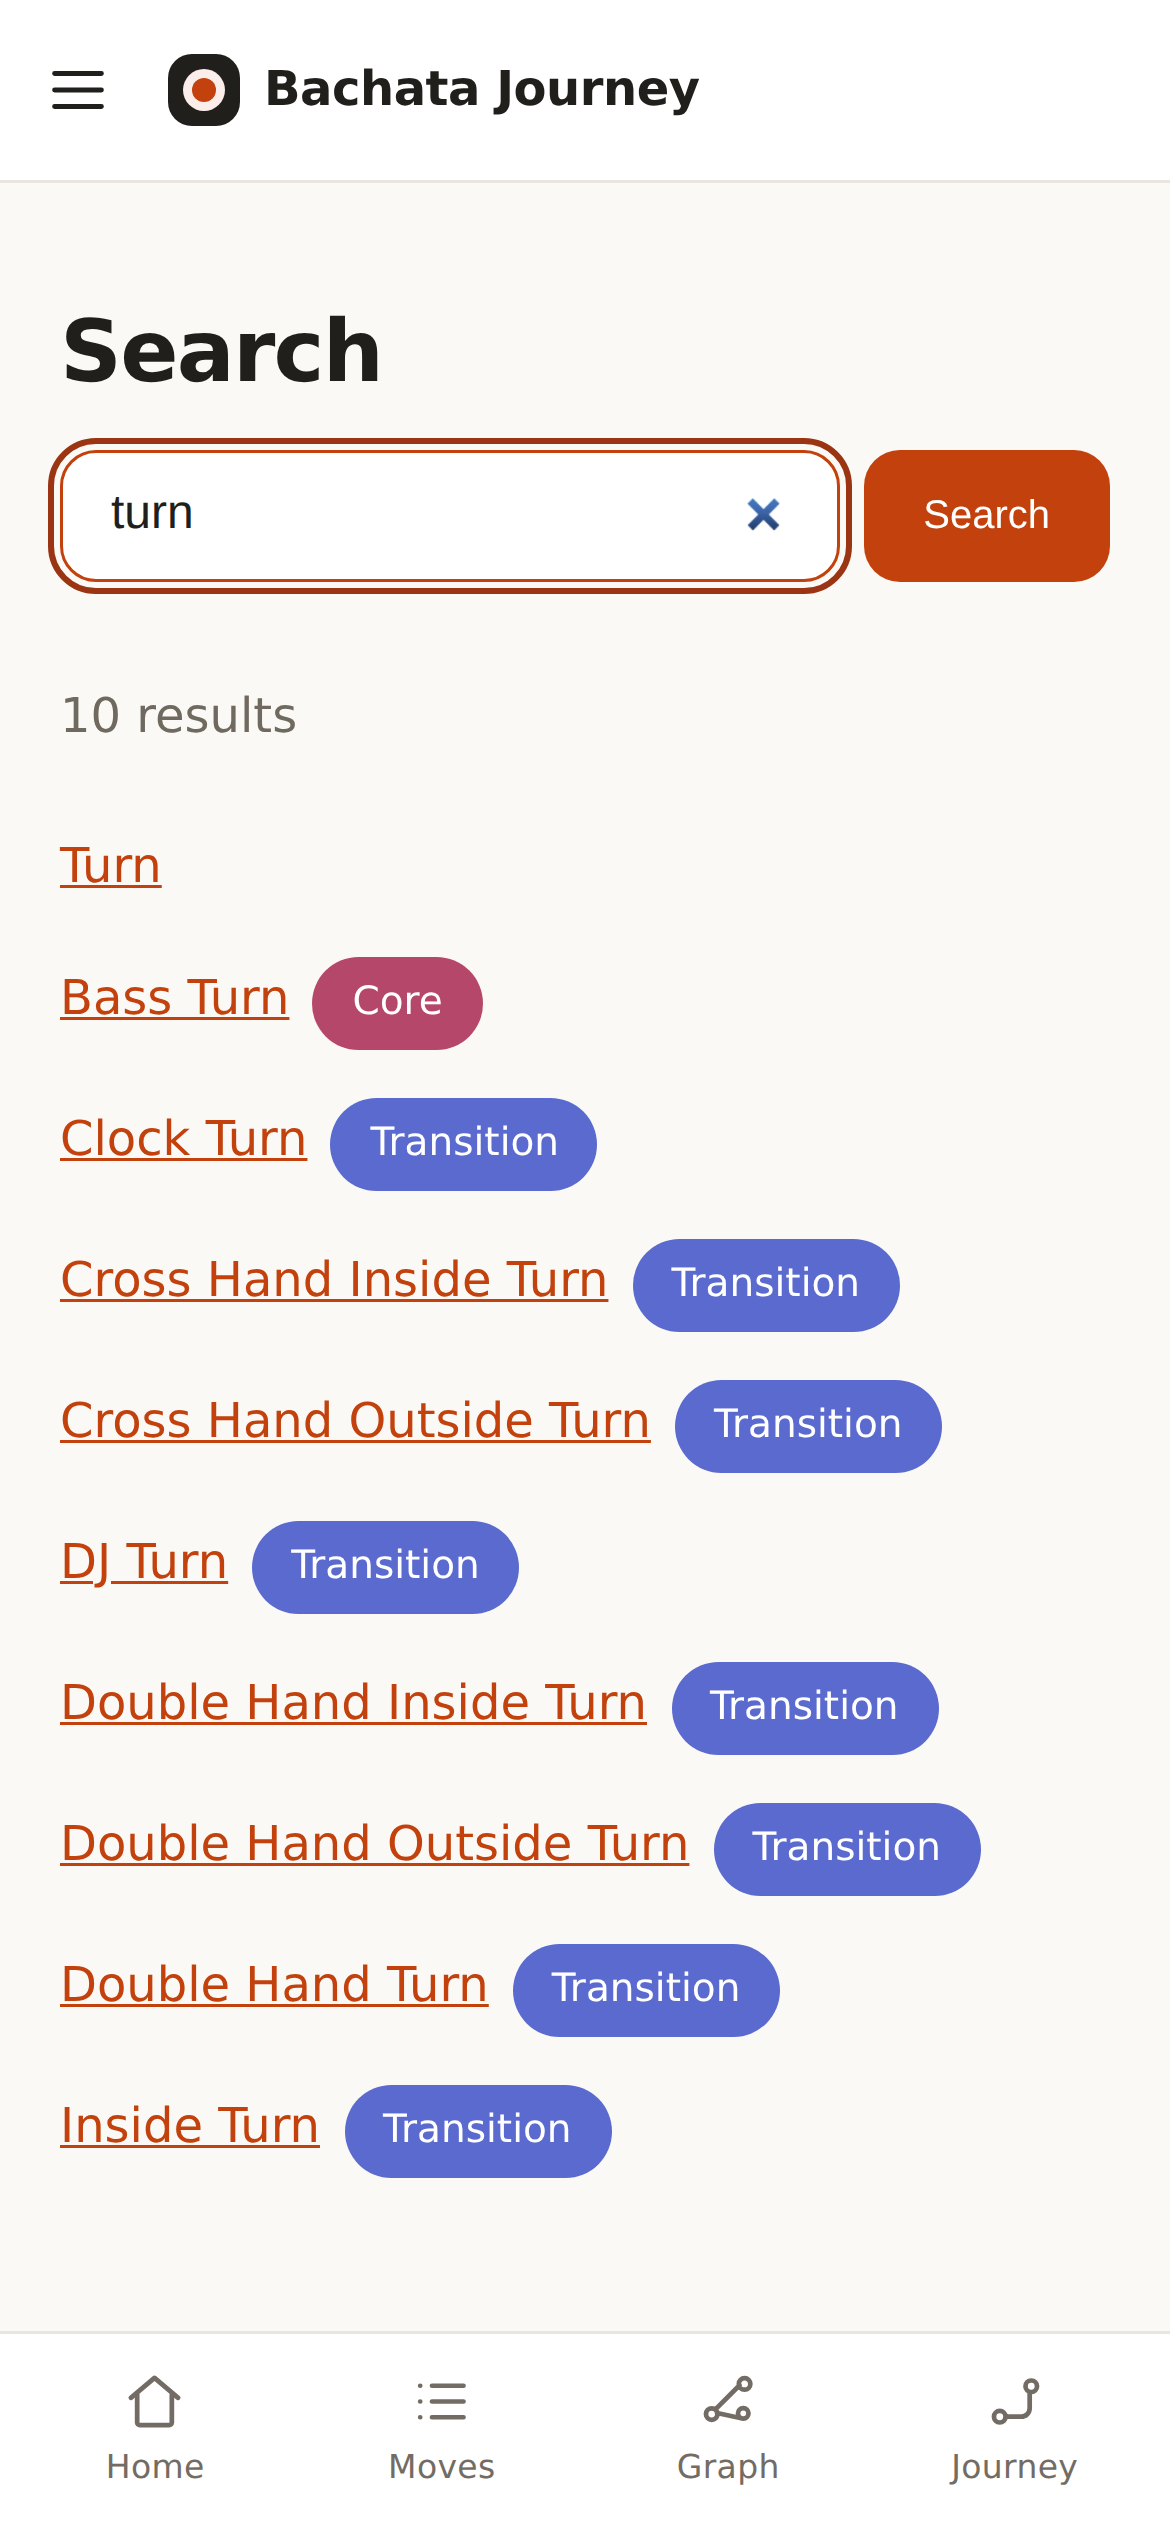 Bachata Journey
Search
turn
Search
10 results
Turn
Bass Turn Core
Clock Turn Transition
Cross Hand Inside Turn Transition
Cross Hand Outside Turn Transition
DJ Turn Transition
Double Hand Inside Turn Transition
Double Hand Outside Turn Transition
Double Hand Turn Transition
Inside Turn Transition
Home Moves Graph Journey